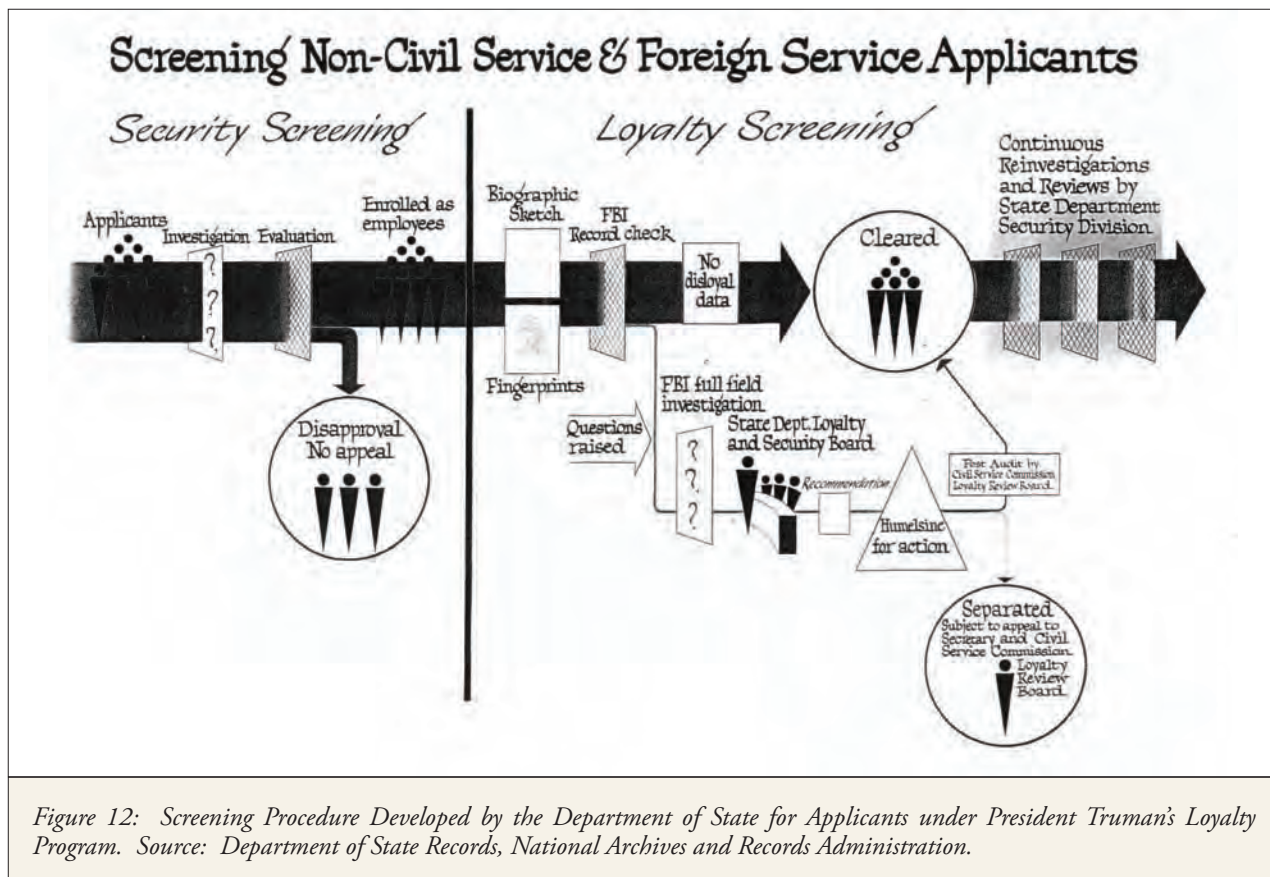 Screening Non-Civil Service & Foreign Service Applicants
Security Screening
Loyalty Screening
Applicants
Investigation
Evaluation
Enrolled as
employees
?
?
?
Disapproval
No appeal
Biographic
Sketch
Fingerprints
FBI
Record check
No
disloyal
data
Cleared
Continuous
Reinvestigations
and Reviews by
State Department
Security Division
Questions
raised
FBI full field
investigation
?
?
?
State Dept. Loyalty
and Security Board
Recommendation
Humelsine
for action
Post Audit by
Civil Service Commission
Loyalty Review Board
Separated
Subject to appeal to
Secretary and Civil
Service Commission
Loyalty
Review
Board
Figure 12: Screening Procedure Developed by the Department of State for Applicants under President Truman's Loyalty
Program. Source: Department of State Records, National Archives and Records Administration.